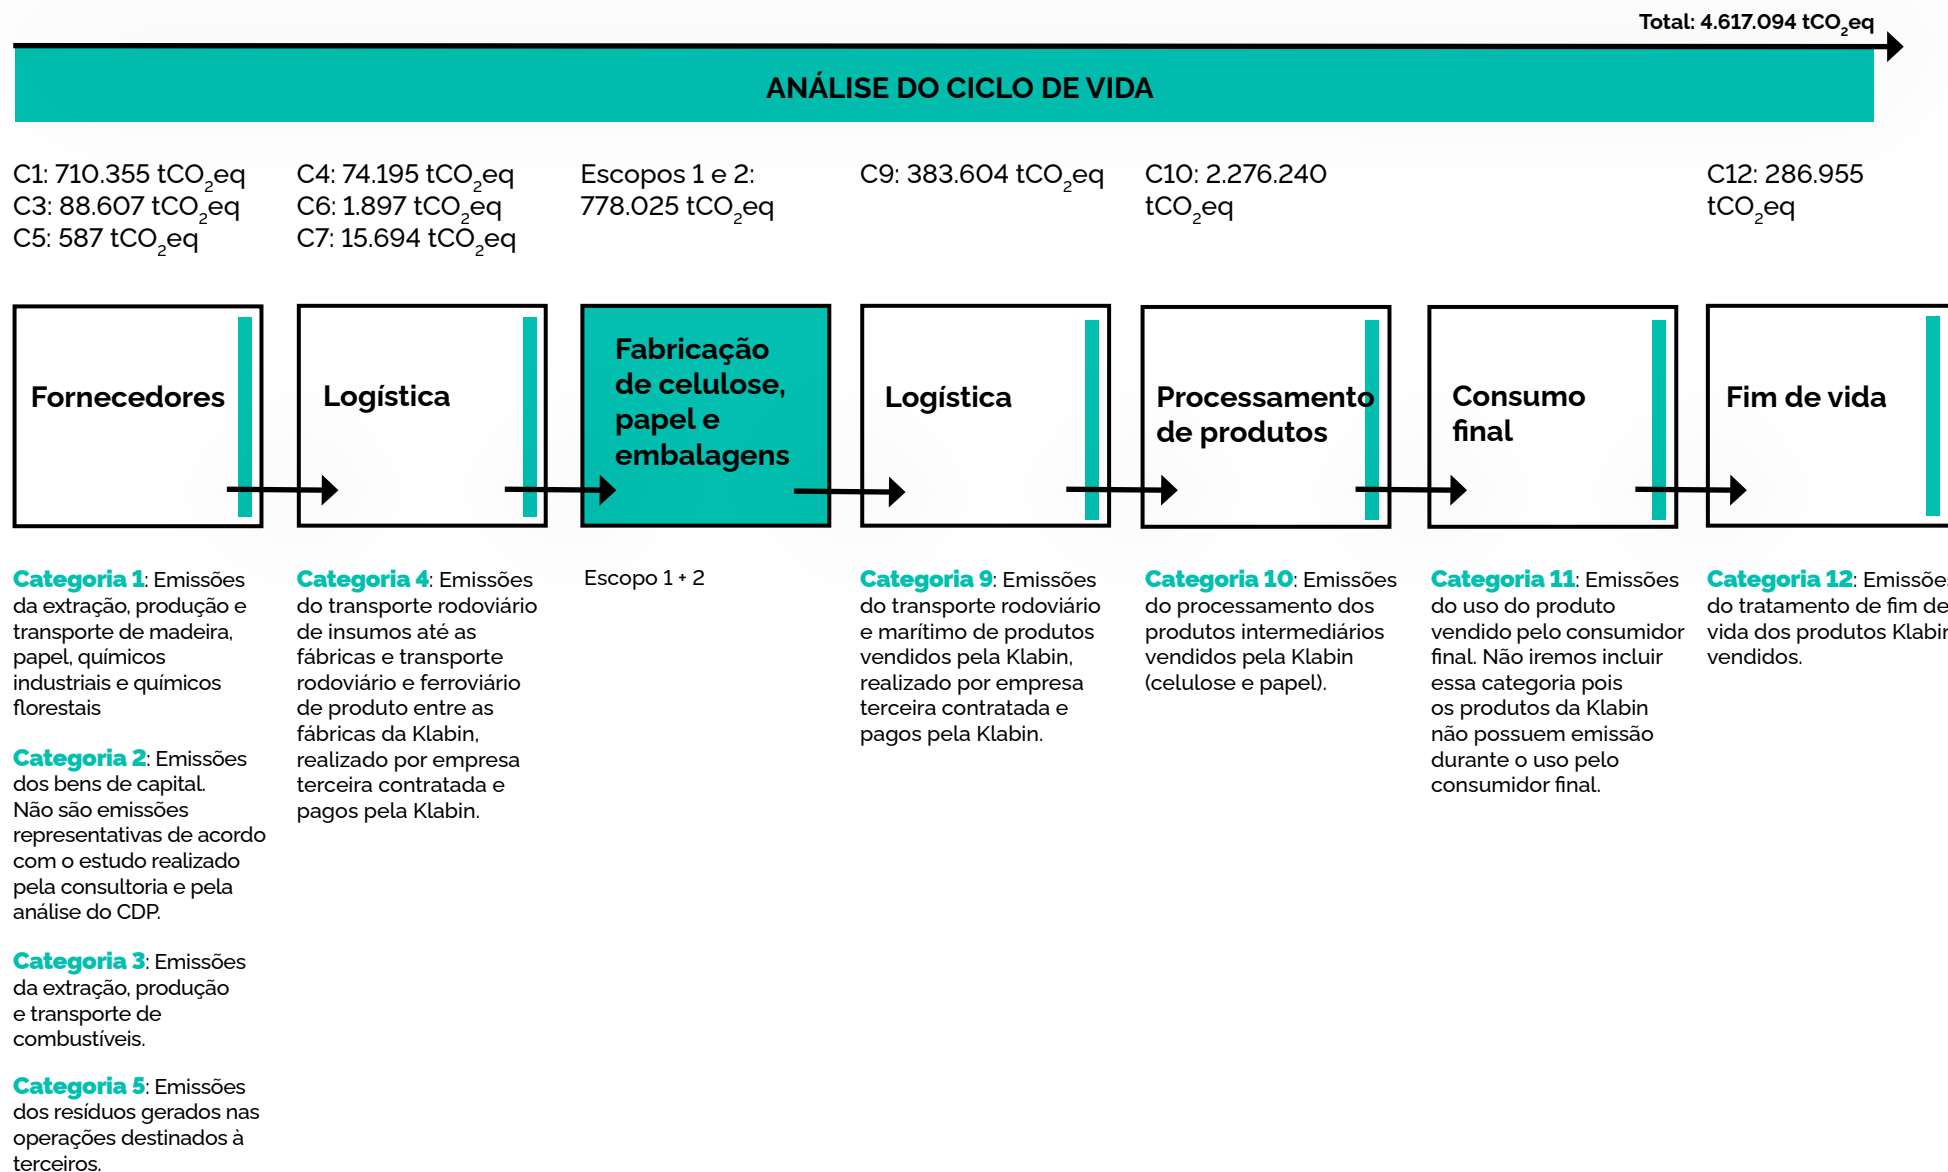 Total: 4.617.094 tCO₂eq
ANÁLISE DO CICLO DE VIDA
C1: 710.355 tCO₂eq
C3: 88.607 tCO₂eq
C5: 587 tCO₂eq
C4: 74.195 tCO₂eq
C6: 1.897 tCO₂eq
C7: 15.694 tCO₂eq
Escopos 1 e 2:
778.025 tCO₂eq
C9: 383.604 tCO₂eq
C10: 2.276.240
tCO₂eq
C12: 286.955
tCO₂eq
Fornecedores
Logística
Fabricação
de celulose,
papel e
embalagens
Logística
Processamento
de produtos
Consumo
final
Fim de vida
Categoria 1: Emissões
da extração, produção e
transporte de madeira,
papel, químicos
industriais e químicos
florestais
Categoria 2: Emissões
dos bens de capital.
Não são emissões
representativas de acordo
com o estudo realizado
pela consultoria e pela
análise do CDP.
Categoria 3: Emissões
da extração, produção
e transporte de
combustíveis.
Categoria 5: Emissões
dos resíduos gerados nas
operações destinados à
terceiros.
Categoria 4: Emissões
do transporte rodoviário
de insumos até as
fábricas e transporte
rodoviário e ferroviário
de produto entre as
fábricas da Klabin,
realizado por empresa
terceira contratada e
pagos pela Klabin.
Escopo 1 + 2
Categoria 9: Emissões
do transporte rodoviário
e marítimo de produtos
vendidos pela Klabin,
realizado por empresa
terceira contratada e
pagos pela Klabin.
Categoria 10: Emissões
do processamento dos
produtos intermediários
vendidos pela Klabin
(celulose e papel).
Categoria 11: Emissões
do uso do produto
vendido pelo consumidor
final. Não iremos incluir
essa categoria pois
os produtos da Klabin
não possuem emissão
durante o uso pelo
consumidor final.
Categoria 12: Emissões
do tratamento de fim de
vida dos produtos Klabin
vendidos.